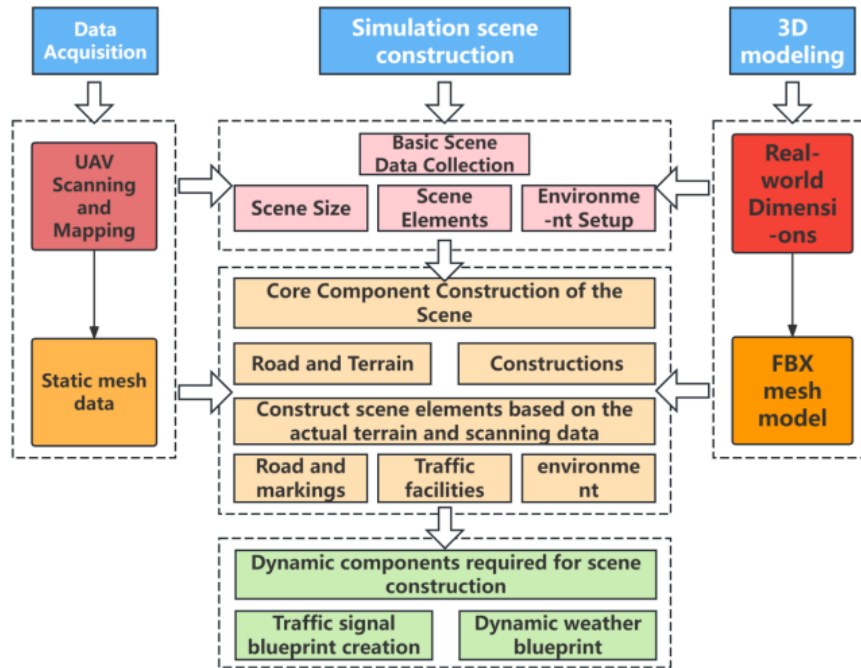 Data
Acquisition
Simulation scene
construction
3D
modeling
UAV
Scanning
and
Mapping
Static mesh
data
Basic Scene
Data Collection
Scene Size
Scene
Elements
Environme
-nt Setup
Core Component Construction of the
Scene
Road and Terrain
Constructions
Construct scene elements based on the
actual terrain and scanning data
Road and
markings
Traffic
facilities
environme
nt
Dynamic components required for scene
construction
Traffic signal
blueprint creation
Dynamic weather
blueprint
Real-
world
Dimensi
-ons
FBX
mesh
model